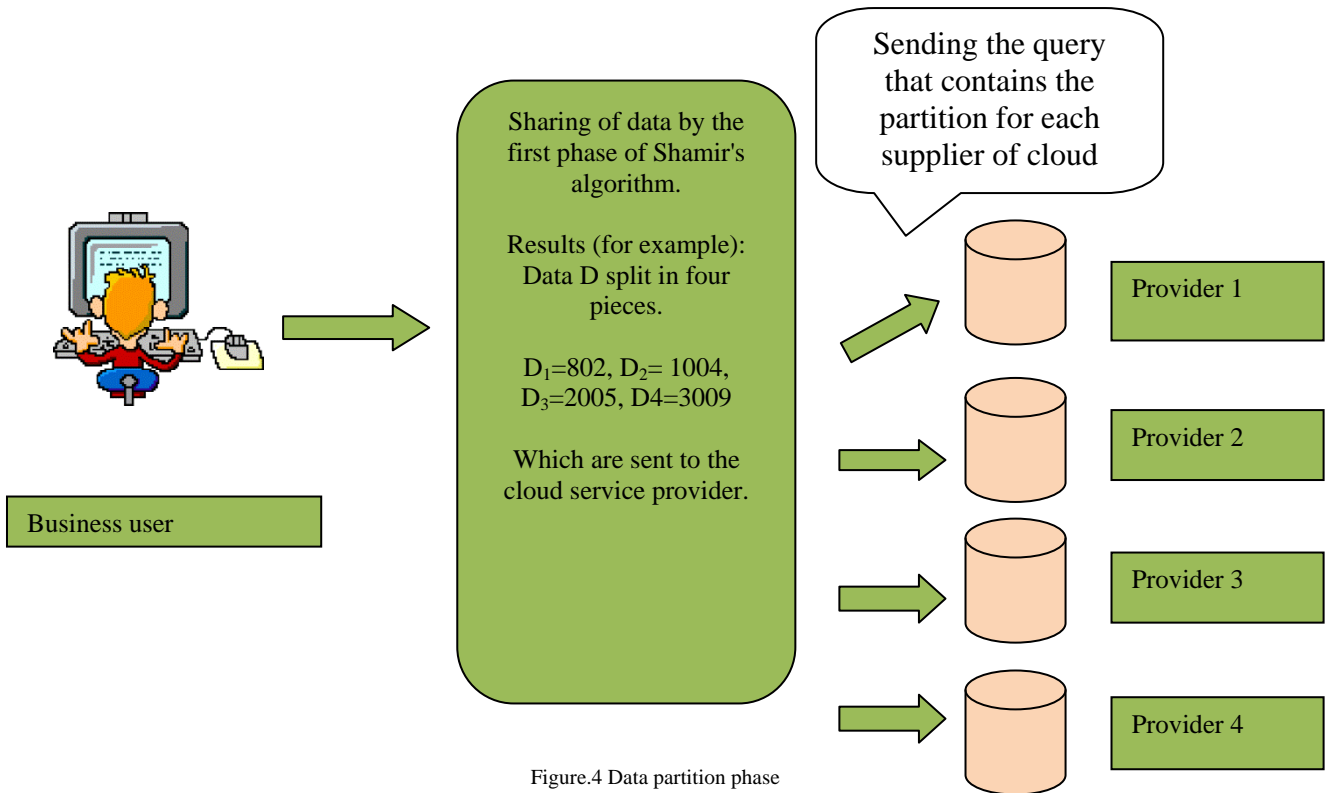 Sending the query
that contains the
partition for each
supplier of cloud
Sharing of data by the
first phase of Shamir's
algorithm.
Results (for example):
Data D split in four
pieces.
D₁=802, D₂= 1004,
D₃=2005, D4=3009
Which are sent to the
cloud service provider.
Business user
Provider 1
Provider 2
Provider 3
Provider 4
Figure.4 Data partition phase